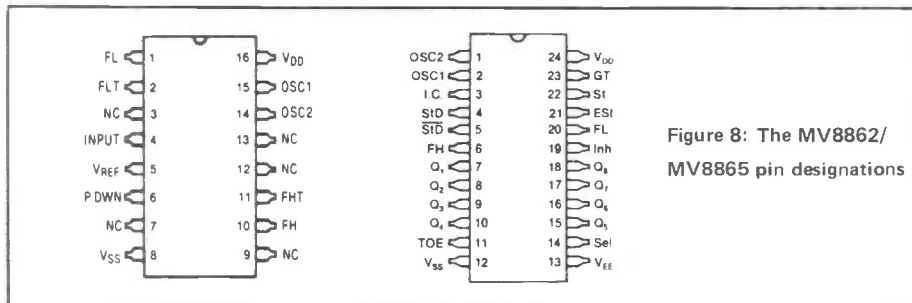 FL 1 16 VDD
FLT 2 15 OSC1
NC 3 14 OSC2
INPUT 4 13 NC
VREF 5 12 NC
PDWN 6 11 FHT
NC 7 10 FH
VSS 8 9 NC
OSC2 1 24 VDD
OSC1 2 23 GT
I.C. 3 22 St
StD 4 21 ESt
S̅t̅D̅ 5 20 FL
FH 6 19 Inh
Q1 7 18 Q8
Q2 8 17 Q7
Q3 9 16 Q6
Q4 10 15 Q5
TOE 11 14 Sel
VSS 12 13 VEE
Figure 8: The MV8862/
MV8865 pin designations